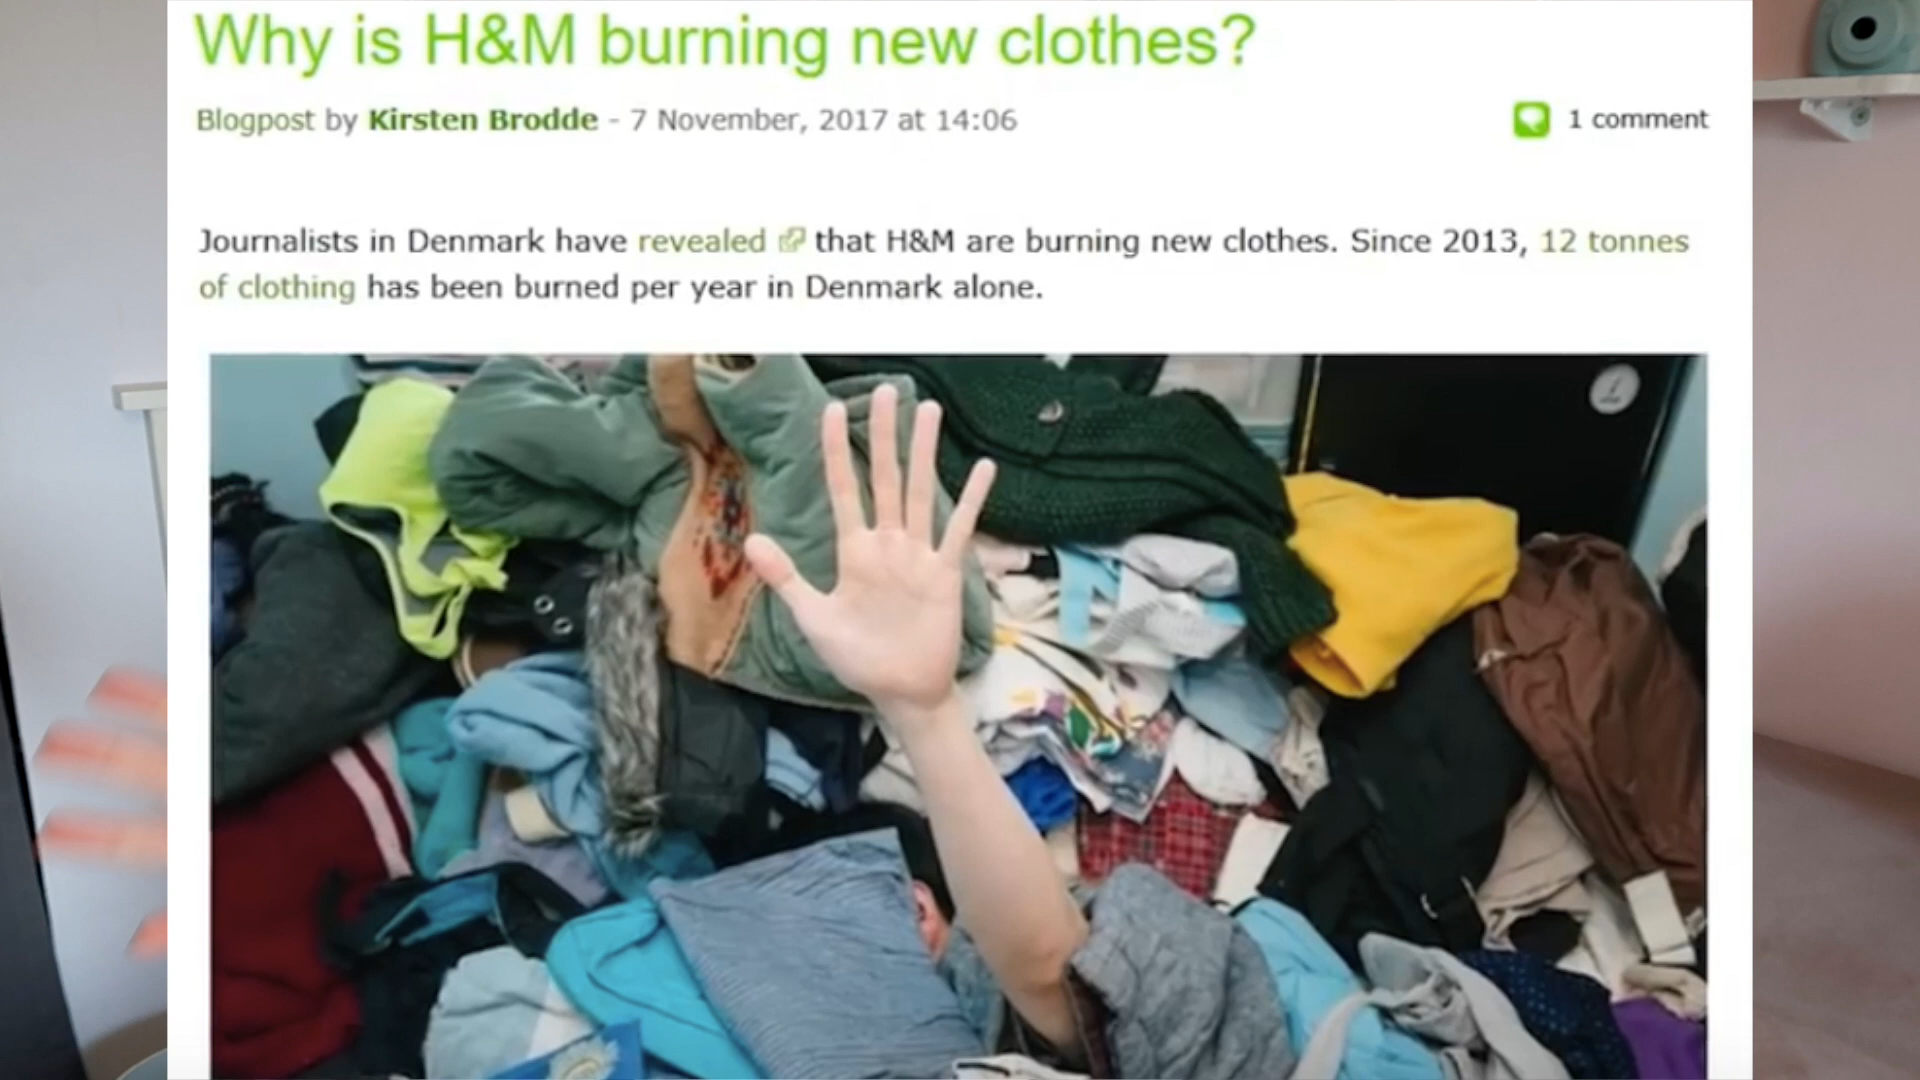 Why is H&M burning new clothes?
Blogpost by Kirsten Brodde - 7 November, 2017 at 14:06
1 comment
Journalists in Denmark have revealed that H&M are burning new clothes. Since 2013, 12 tonnes
of clothing has been burned per year in Denmark alone.